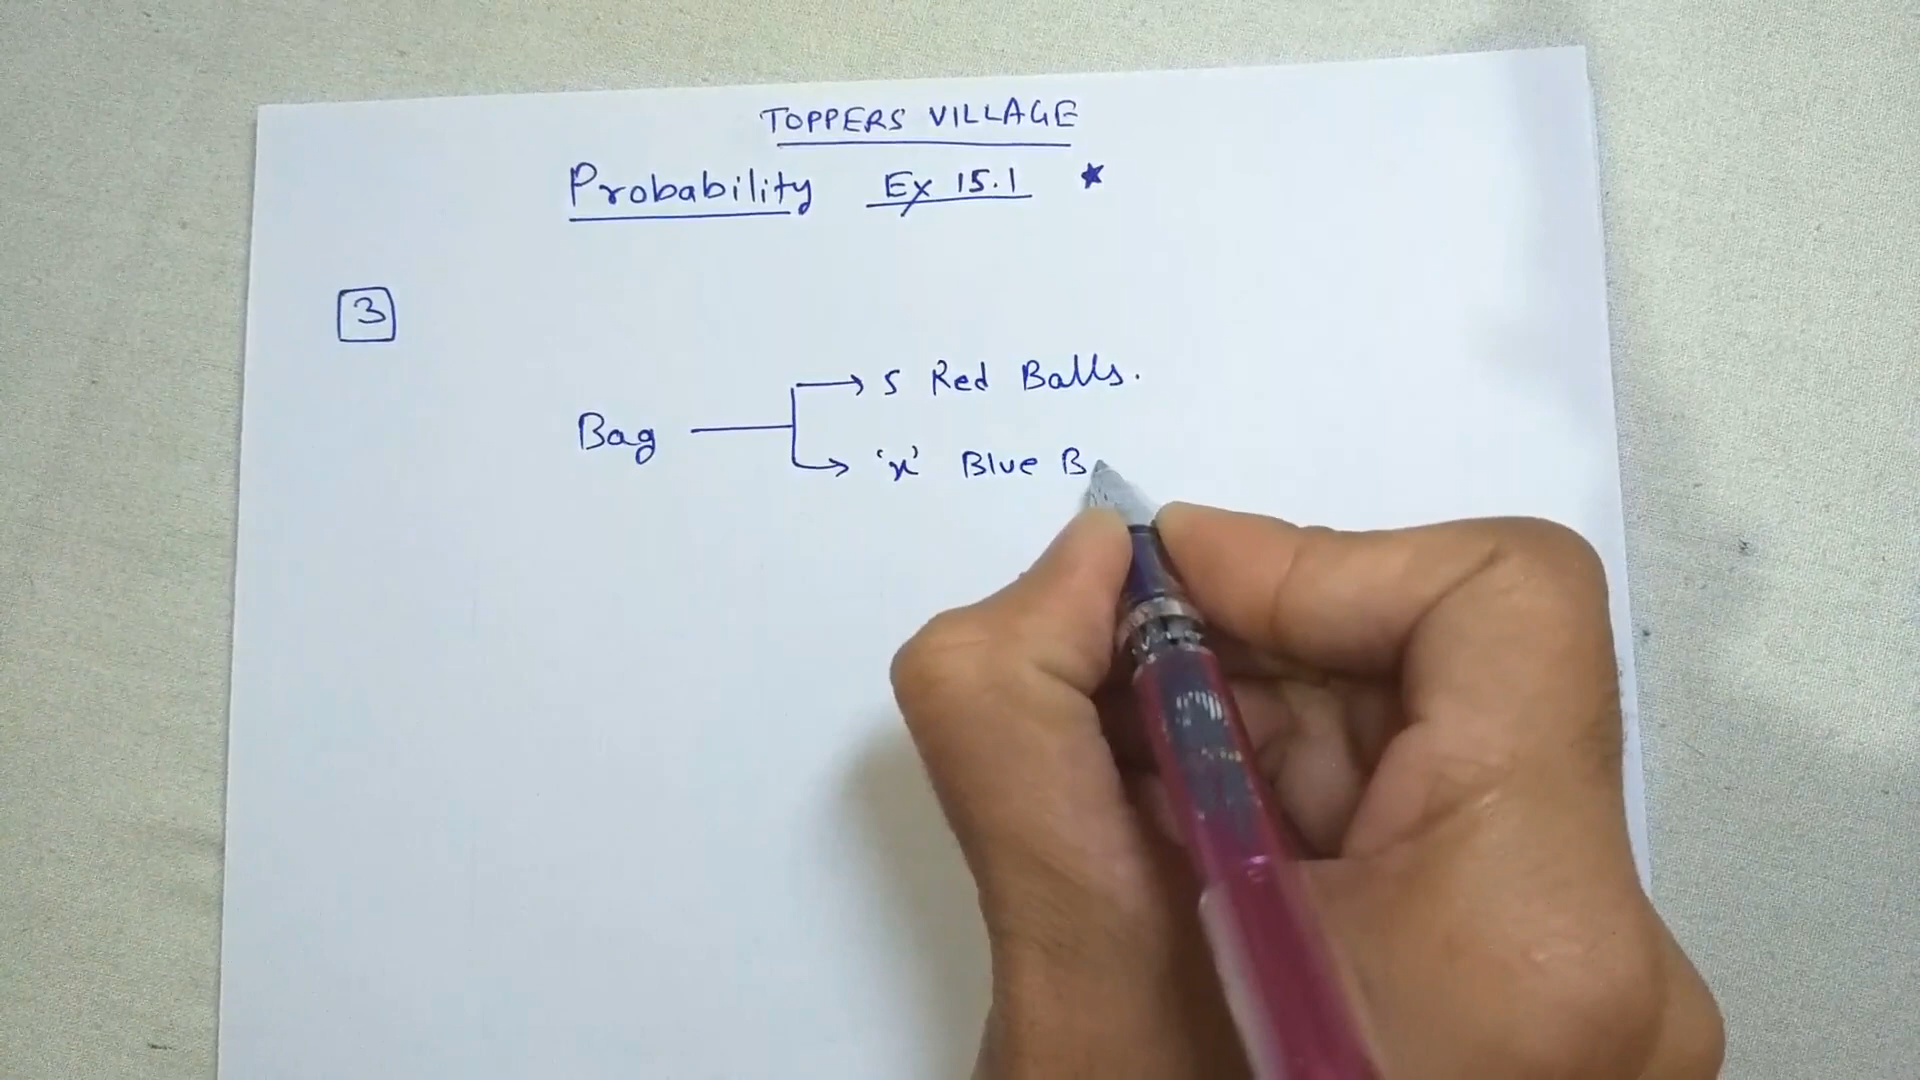 TOPPERS VILLAGE
Probability Ex 15.1 ★
3
5 Red Balls.
Bag
'x' Blue B